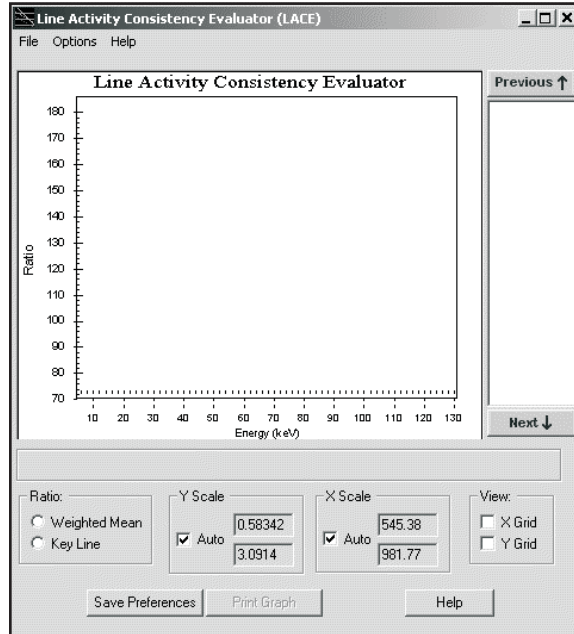 Line Activity Consistency Evaluator (LACE)
File Options Help
Line Activity Consistency Evaluator
Previous ↑
180
170
160
150
140
130
120
110
100
90
80
70
Ratio
10 20 30 40 50 60 70 80 90 100 110 120 130
Energy (keV)
Next ↓
Ratio:
Weighted Mean
Key Line
Y Scale
Auto
0.58342
3.0914
X Scale
Auto
545.38
981.77
View:
X Grid
Y Grid
Save Preferences
Print Graph
Help